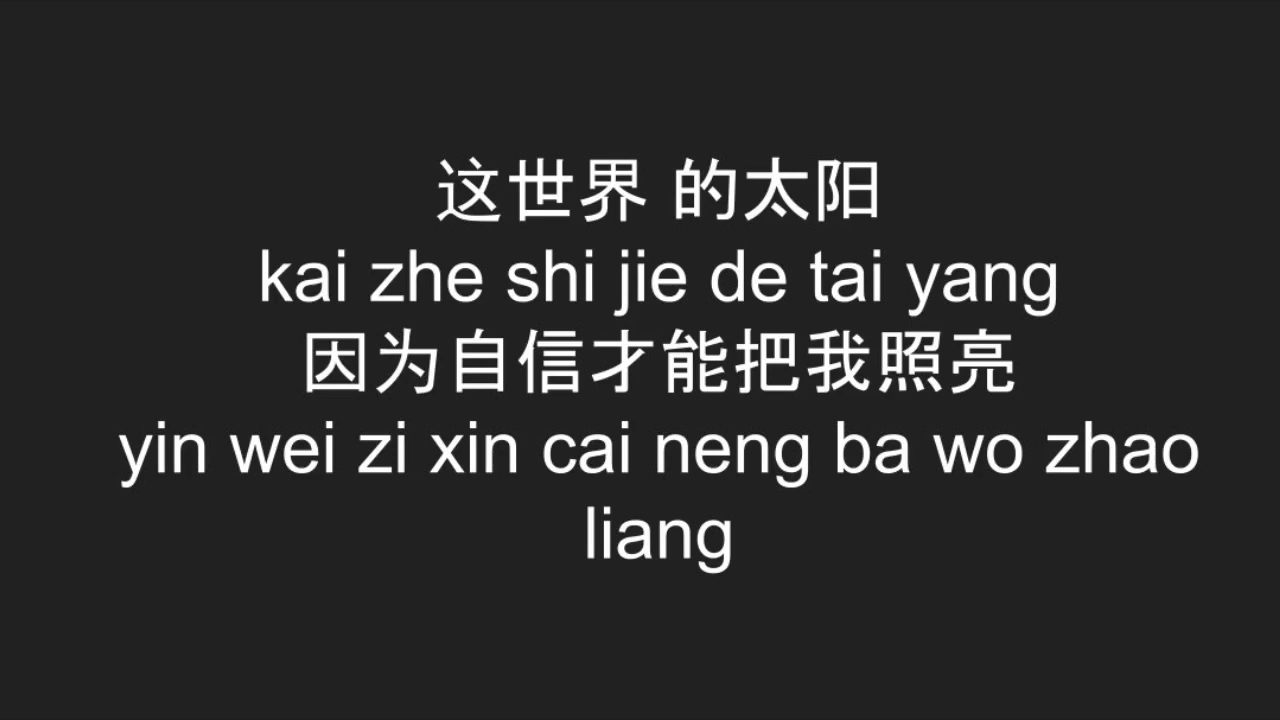 这世界 的太阳
kai zhe shi jie de tai yang
因为自信才能把我照亮
yin wei zi xin cai neng ba wo zhao
liang